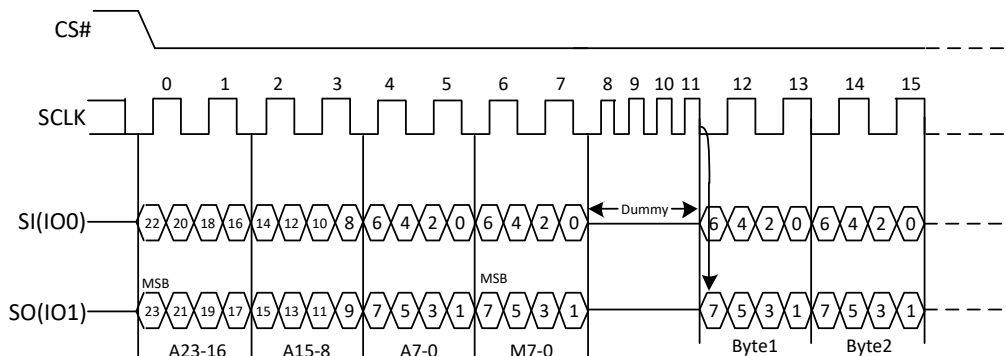 CS#
0 1 2 3 4 5 6 7 8 9 10 11 12 13 14 15
SCLK
SI(IO0) 22 20 18 16 14 12 10 8 6 4 2 0 6 4 2 0 Dummy 6 4 2 0 6 4 2 0
MSB MSB
SO(IO1) 23 21 19 17 15 13 11 9 7 5 3 1 7 5 3 1 7 5 3 1 7 5 3 1
A23-16 A15-8 A7-0 M7-0 Byte1 Byte2